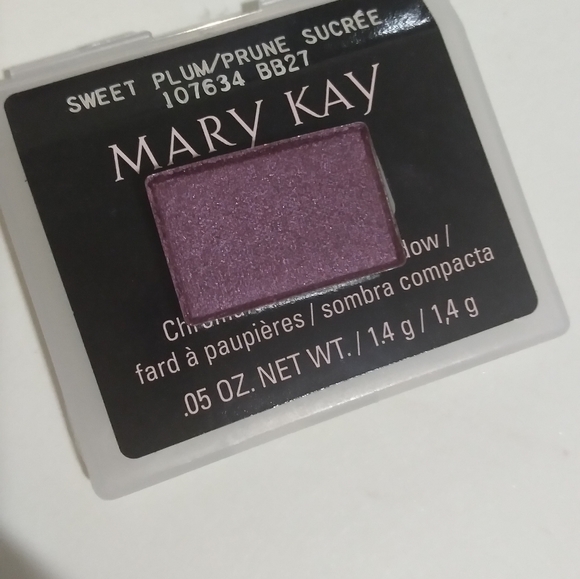 SWEET PLUM/PRUNE SUCRÉE
107634 BB27
MARY KAY
fard à paupières / sombra compacta
.05 OZ. NET WT. / 1.4 g / 1,4 g